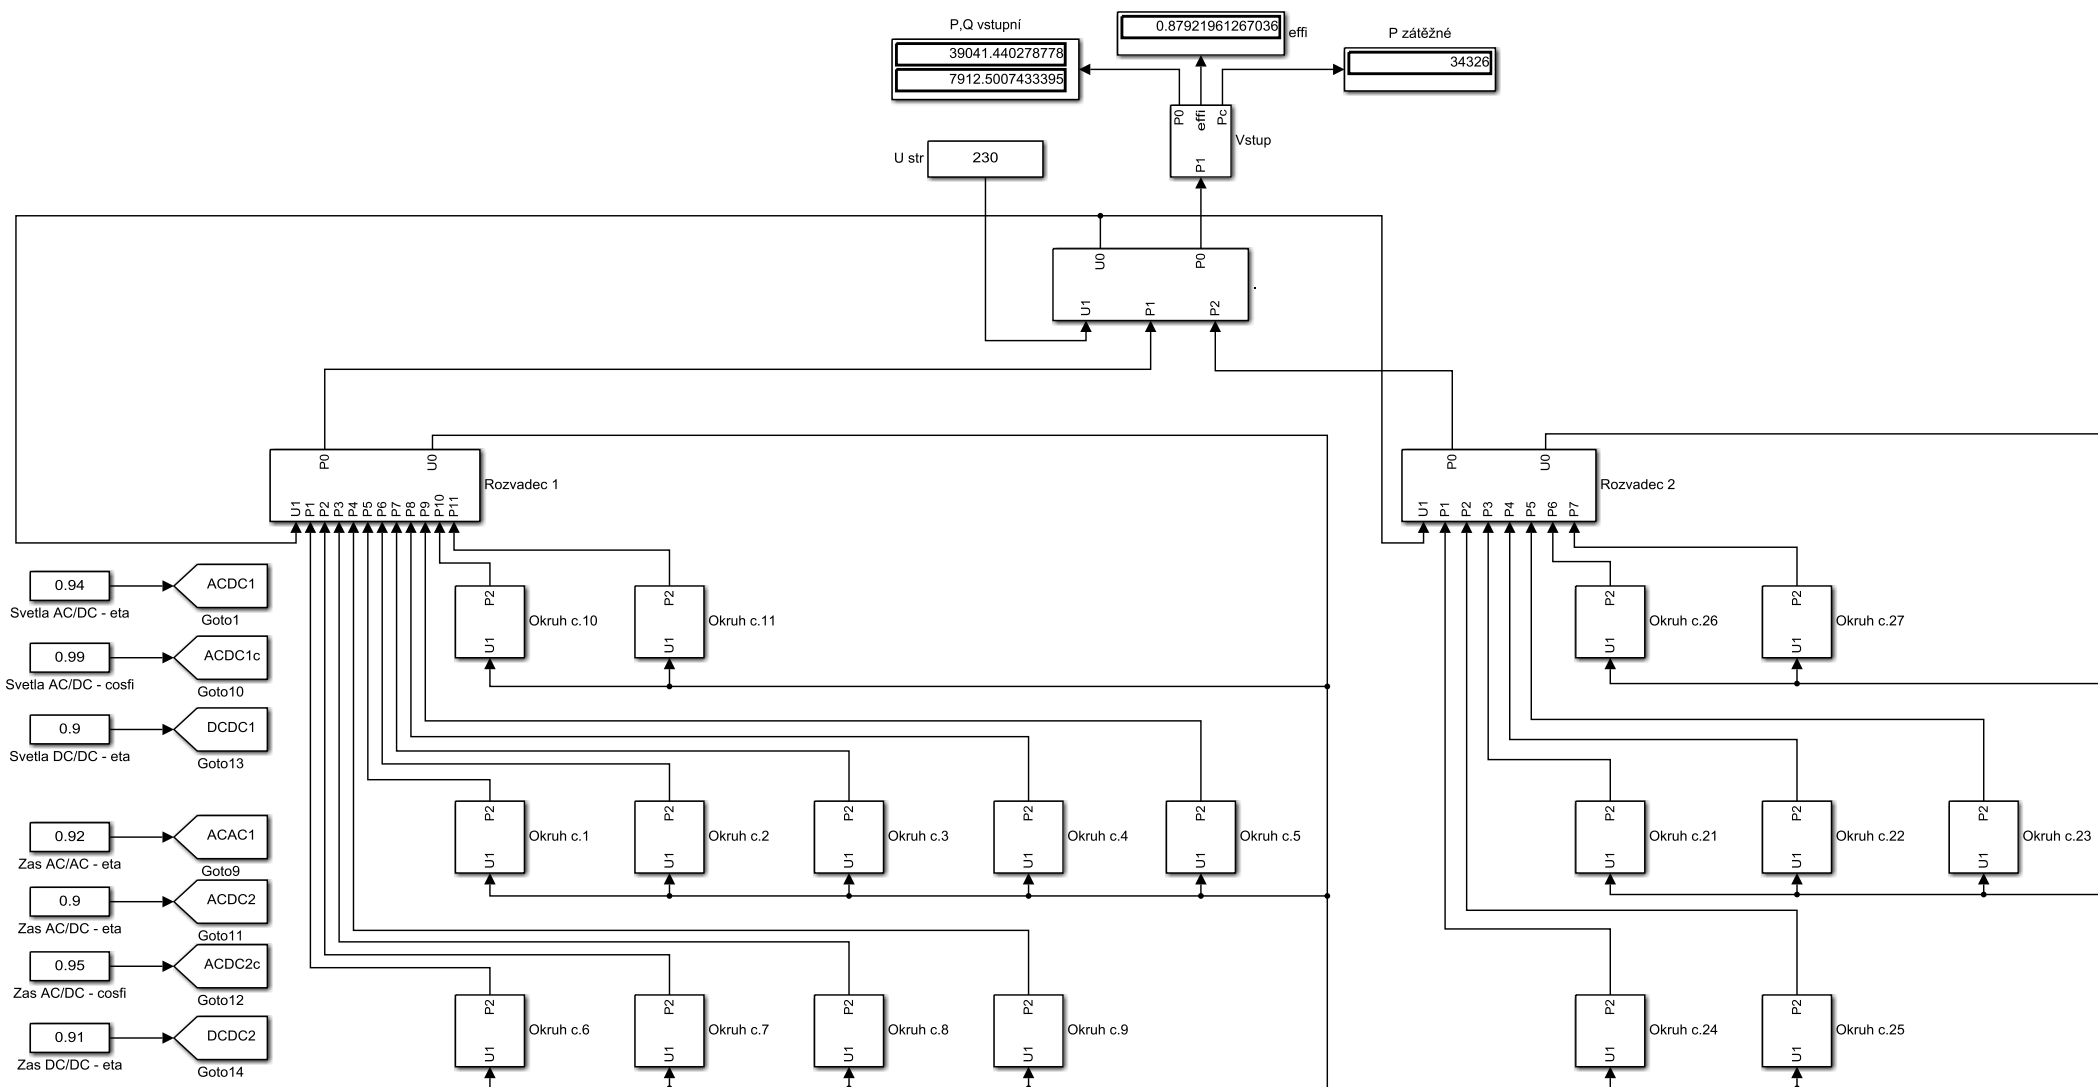 P,Q vstupní
39041.440278778
7912.5007433395
0.87921961267036
effi
P zátěžné
34326
P0
effi
Pc
P1
Vstup
U str
230
U0
P0
U1
P1
P2
.
P0
U0
U1
P1
P2
P3
P4
P5
P6
P7
P8
P9
P10
P11
Rozvadec 1
P0
U0
U1
P1
P2
P3
P4
P5
P6
P7
Rozvadec 2
0.94
Svetla AC/DC - eta
ACDC1
Goto1
0.99
Svetla AC/DC - cosfi
ACDC1c
Goto10
0.9
Svetla DC/DC - eta
DCDC1
Goto13
0.92
Zas AC/AC - eta
ACAC1
Goto9
0.9
Zas AC/DC - eta
ACDC2
Goto11
0.95
Zas AC/DC - cosfi
ACDC2c
Goto12
0.91
Zas DC/DC - eta
DCDC2
Goto14
P2
U1
Okruh c.10
P2
U1
Okruh c.11
P2
U1
Okruh c.26
P2
U1
Okruh c.27
P2
U1
Okruh c.1
P2
U1
Okruh c.2
P2
U1
Okruh c.3
P2
U1
Okruh c.4
P2
U1
Okruh c.5
P2
U1
Okruh c.21
P2
U1
Okruh c.22
P2
U1
Okruh c.23
P2
U1
Okruh c.6
P2
U1
Okruh c.7
P2
U1
Okruh c.8
P2
U1
Okruh c.9
P2
U1
Okruh c.24
P2
U1
Okruh c.25